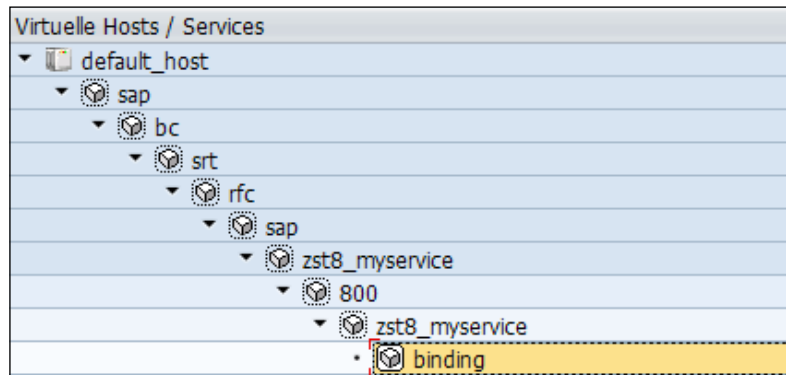 Virtuelle Hosts / Services
default_host
sap
bc
srt
rfc
sap
zst8_myservice
800
zst8_myservice
binding